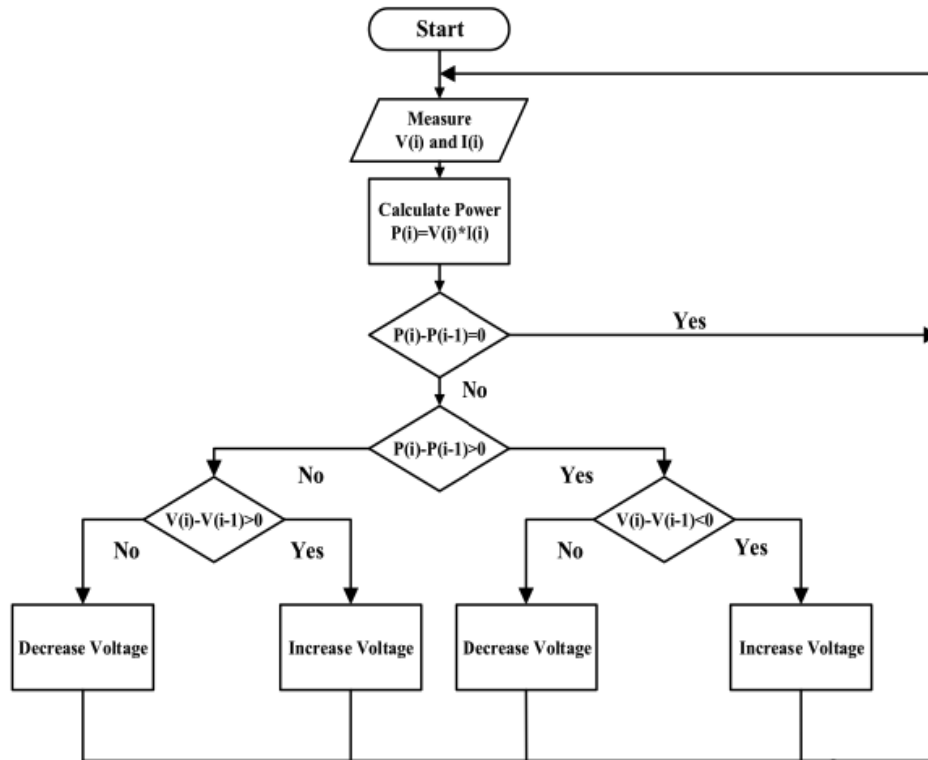 Start
Measure
V(i) and I(i)
Calculate Power
P(i)=V(i)*I(i)
P(i)-P(i-1)=0
Yes
No
P(i)-P(i-1)>0
No
Yes
V(i)-V(i-1)>0
V(i)-V(i-1)<0
No
Yes
No
Yes
Decrease Voltage
Increase Voltage
Decrease Voltage
Increase Voltage